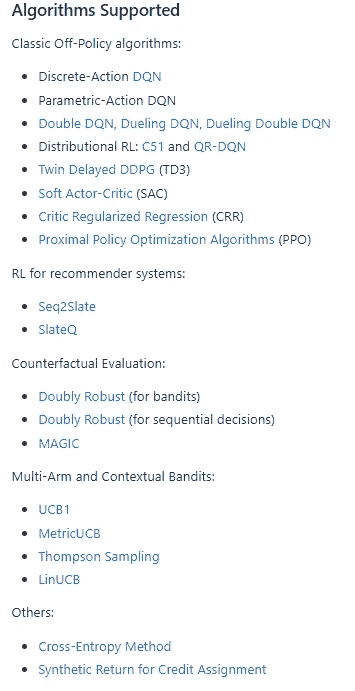 Algorithms Supported
Classic Off-Policy algorithms:
• Discrete-Action DQN
• Parametric-Action DQN
• Double DQN, Dueling DQN, Dueling Double DQN
• Distributional RL: C51 and QR-DQN
• Twin Delayed DDPG (TD3)
• Soft Actor-Critic (SAC)
• Critic Regularized Regression (CRR)
• Proximal Policy Optimization Algorithms (PPO)
RL for recommender systems:
• Seq2Slate
• SlateQ
Counterfactual Evaluation:
• Doubly Robust (for bandits)
• Doubly Robust (for sequential decisions)
• MAGIC
Multi-Arm and Contextual Bandits:
• UCB1
• MetricUCB
• Thompson Sampling
• LinUCB
Others:
• Cross-Entropy Method
• Synthetic Return for Credit Assignment